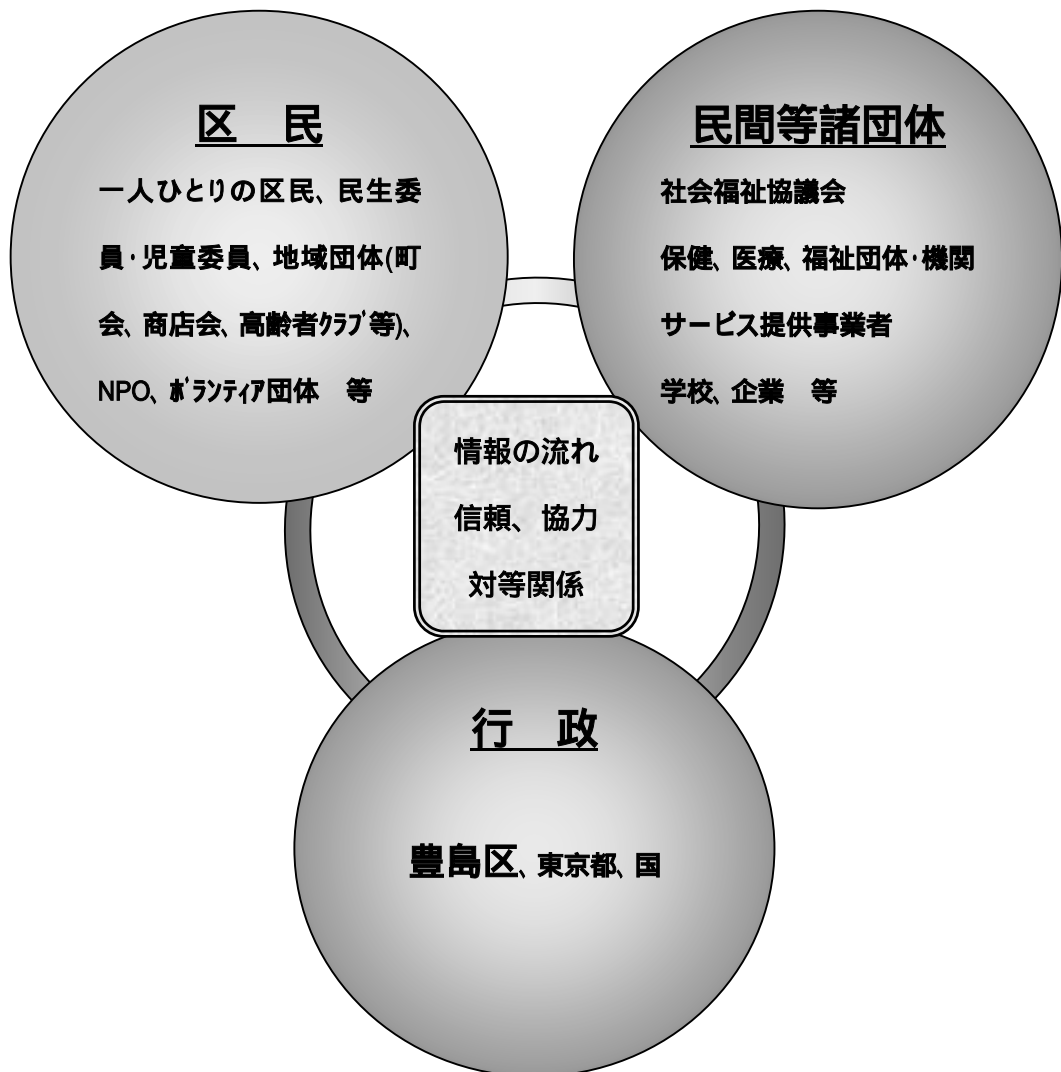 区　民
一人ひとりの区民、民生委
員・児童委員、地域団体(町
会、商店会、高齢者ｸﾗﾌﾞ等)、
NPO、ﾎﾞﾗﾝﾃｨｱ団体　等
民間等諸団体
社会福祉協議会
保健、医療、福祉団体・機関
サービス提供事業者
学校、企業　等
情報の流れ
信頼、協力
対等関係
行　政
豊島区、東京都、国